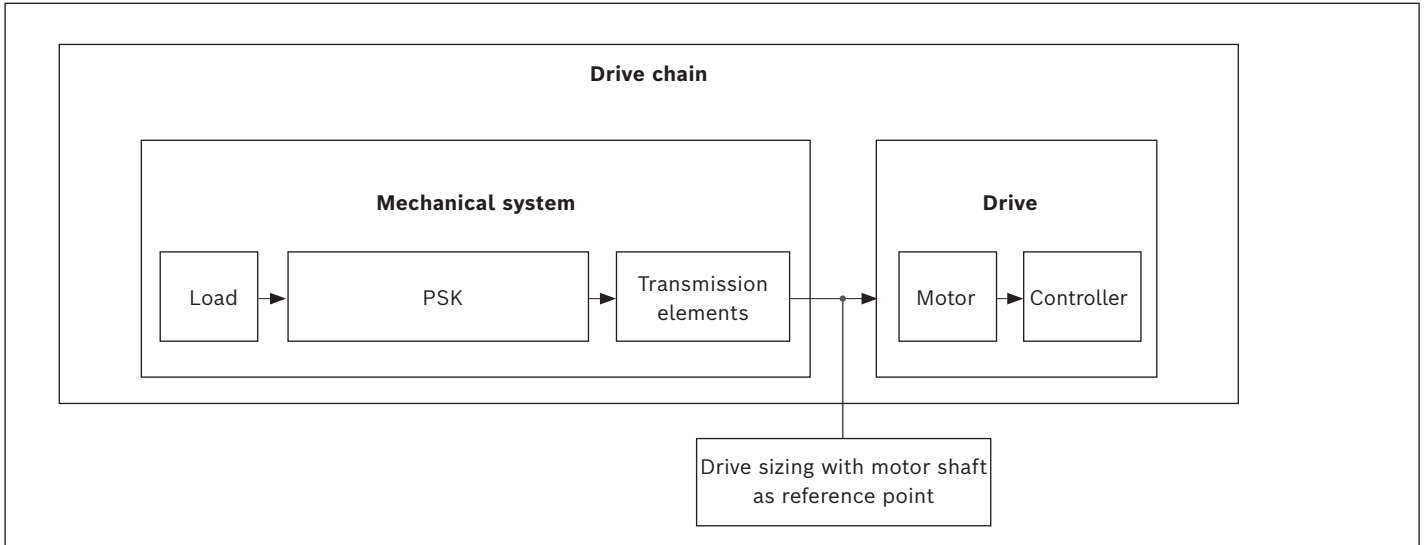 Drive chain
Mechanical system
Drive
Load
PSK
Transmission
elements
Motor
Controller
Drive sizing with motor shaft
as reference point